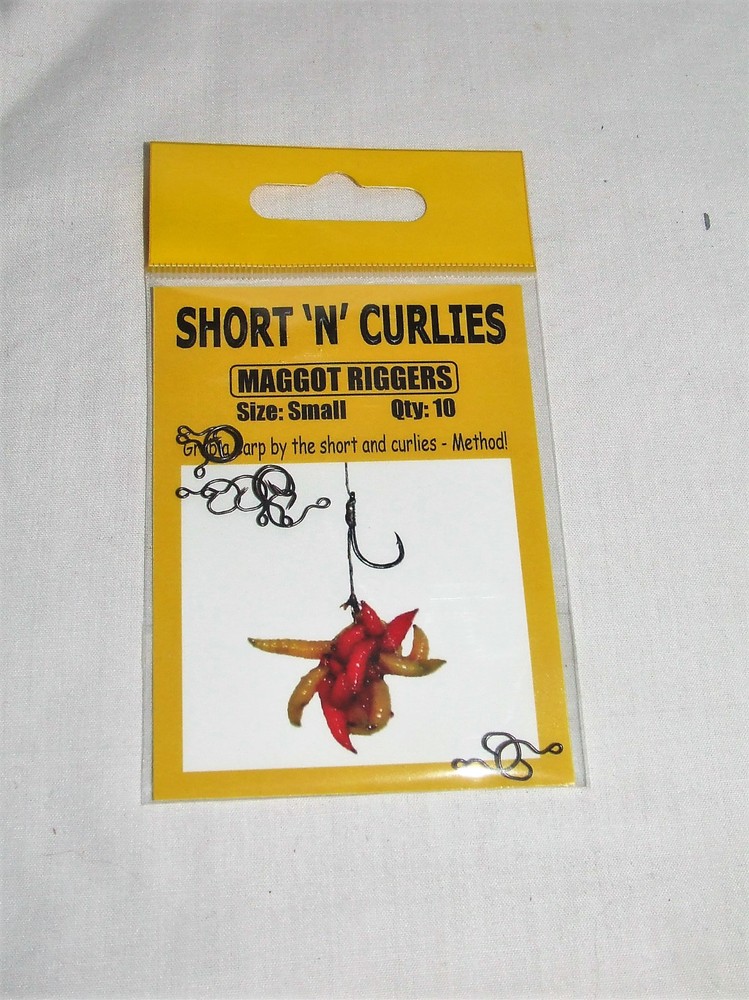 SHORT 'N' CURLIES
MAGGOT RIGGERS
Size: Small Qty: 10
by the short and curlies - Method!